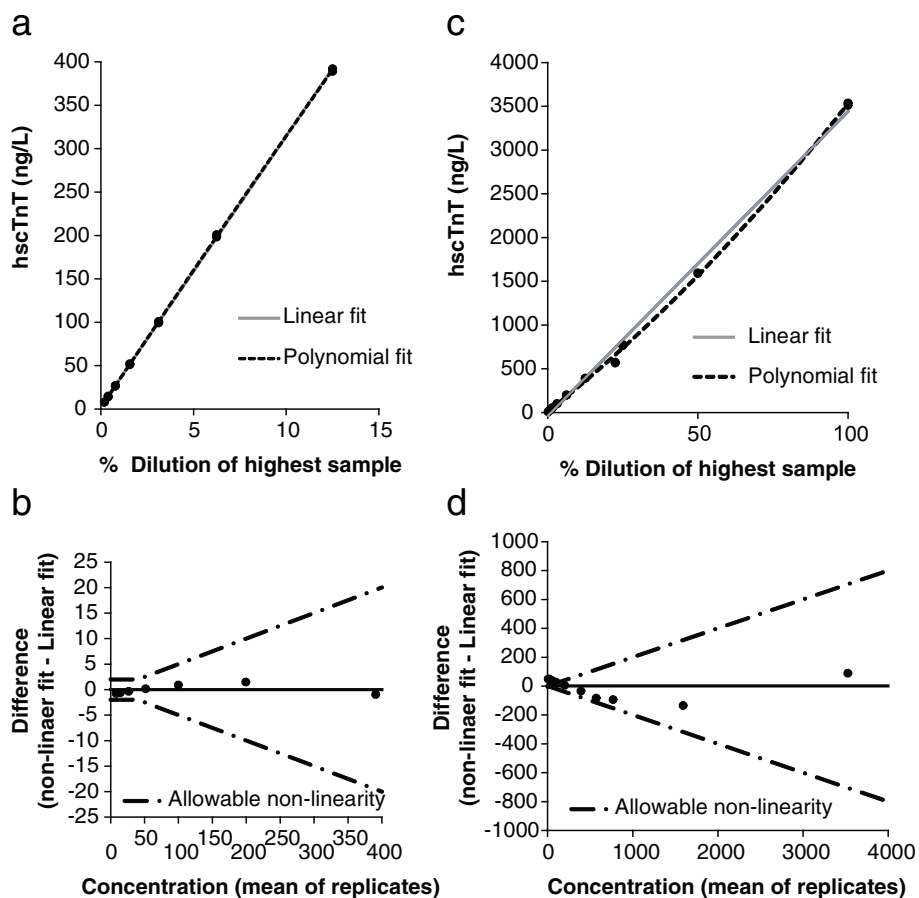 a
hscTnT (ng/L)
400
350
300
250
200
150
100
50
0
0 5 10 15
Linear fit
Polynomial fit
% Dilution of highest sample
c
hscTnT (ng/L)
4000
3500
3000
2500
2000
1500
1000
500
0
0 50 100
Linear fit
Polynomial fit
% Dilution of highest sample
b
Difference
(non-linaer fit - Linear fit)
25
20
15
10
5
0
-5
-10
-15
-20
-25
Allowable non-linearity
0 50 100 150 200 250 300 350 400
Concentration (mean of replicates)
d
Difference
(non-linaer fit - Linear fit)
1000
800
600
400
200
0
-200
-400
-600
-800
-1000
Allowable non-linearity
0 1000 2000 3000 4000
Concentration (mean of replicates)